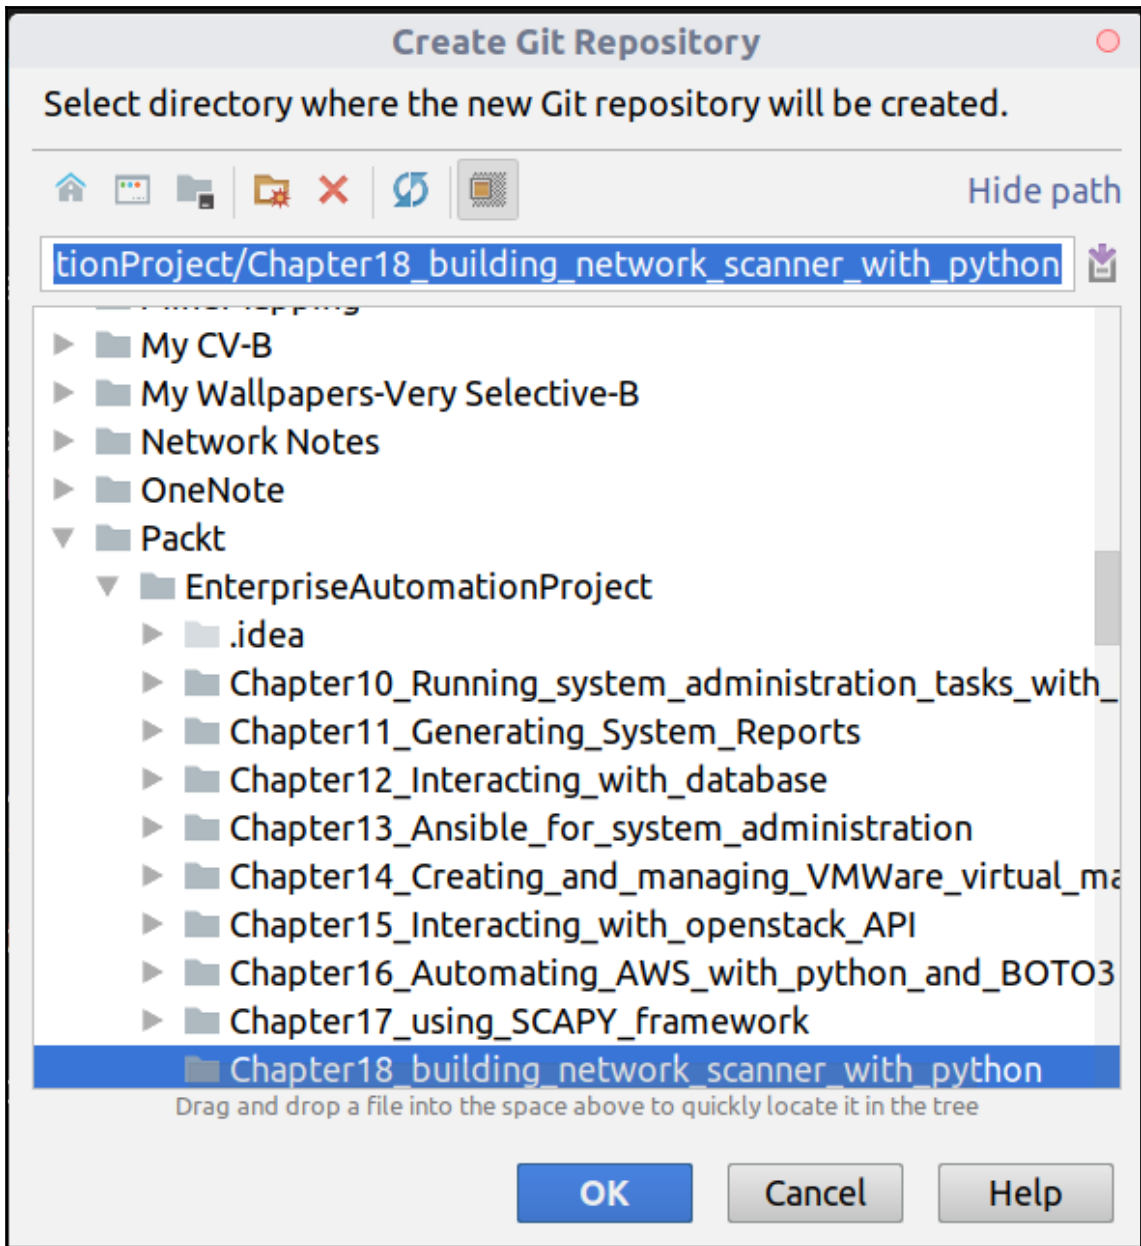 Create Git Repository
Select directory where the new Git repository will be created.
Hide path
tionProject/Chapter18_building_network_scanner_with_python
My CV-B
My Wallpapers-Very Selective-B
Network Notes
OneNote
Packt
EnterpriseAutomationProject
.idea
Chapter10_Running_system_administration_tasks_with_
Chapter11_Generating_System_Reports
Chapter12_Interacting_with_database
Chapter13_Ansible_for_system_administration
Chapter14_Creating_and_managing_VMWare_virtual_ma
Chapter15_Interacting_with_openstack_API
Chapter16_Automating_AWS_with_python_and_BOTO3
Chapter17_using_SCAPY_framework
Chapter18_building_network_scanner_with_python
Drag and drop a file into the space above to quickly locate it in the tree
OK
Cancel
Help